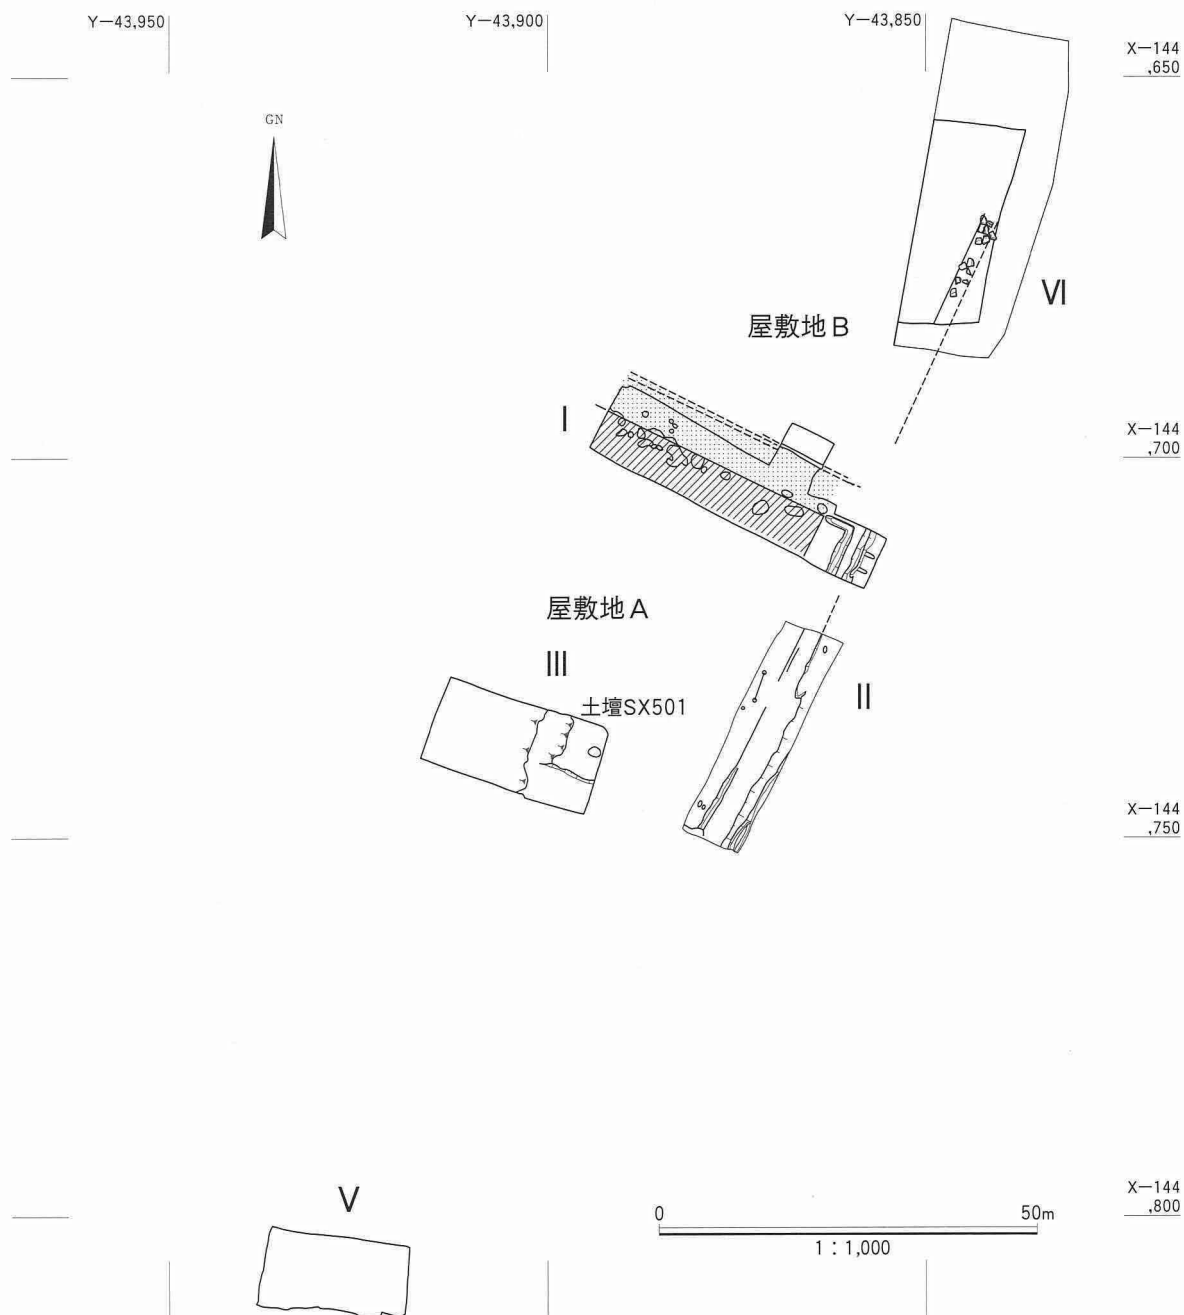 Y－43,950
Y－43,900
Y－43,850
X－144
,650
GN
Ⅵ
屋敷地Ｂ
Ⅰ
X－144
,700
屋敷地Ａ
Ⅲ
土壇SX501
Ⅱ
X－144
,750
Ⅴ
X－144
,800
0
50m
1：1,000